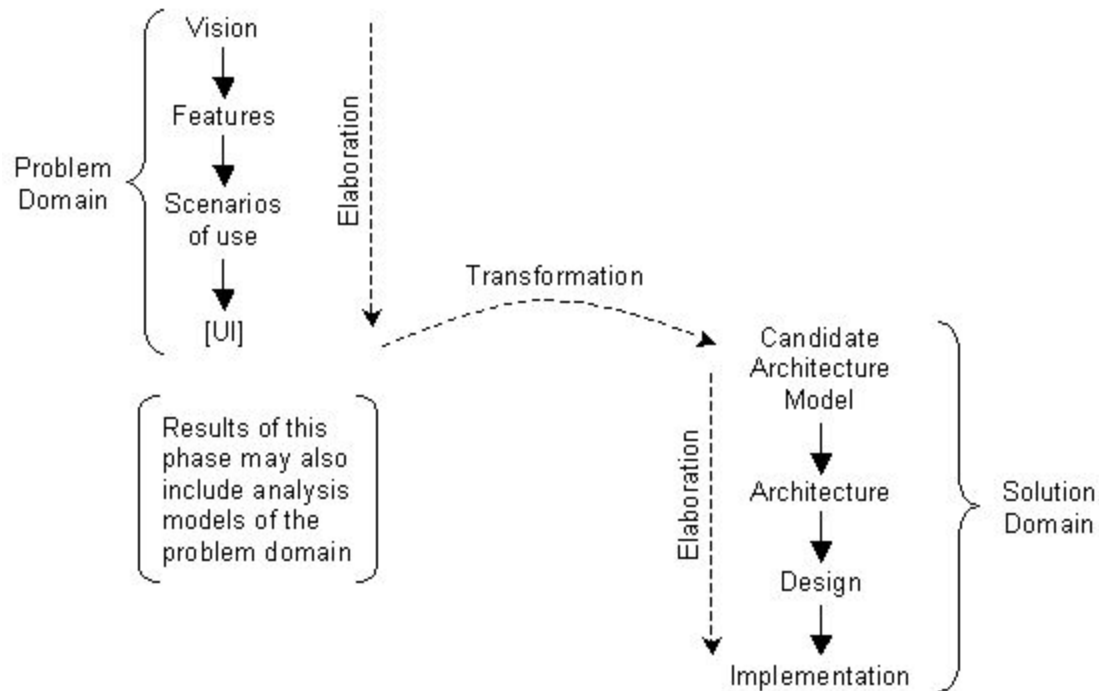 Vision
Features
Problem
Domain
Scenarios
of use
[UI]
Elaboration
Results of this
phase may also
include analysis
models of the
problem domain
Transformation
Candidate
Architecture
Model
Elaboration
Architecture
Design
Implementation
Solution
Domain